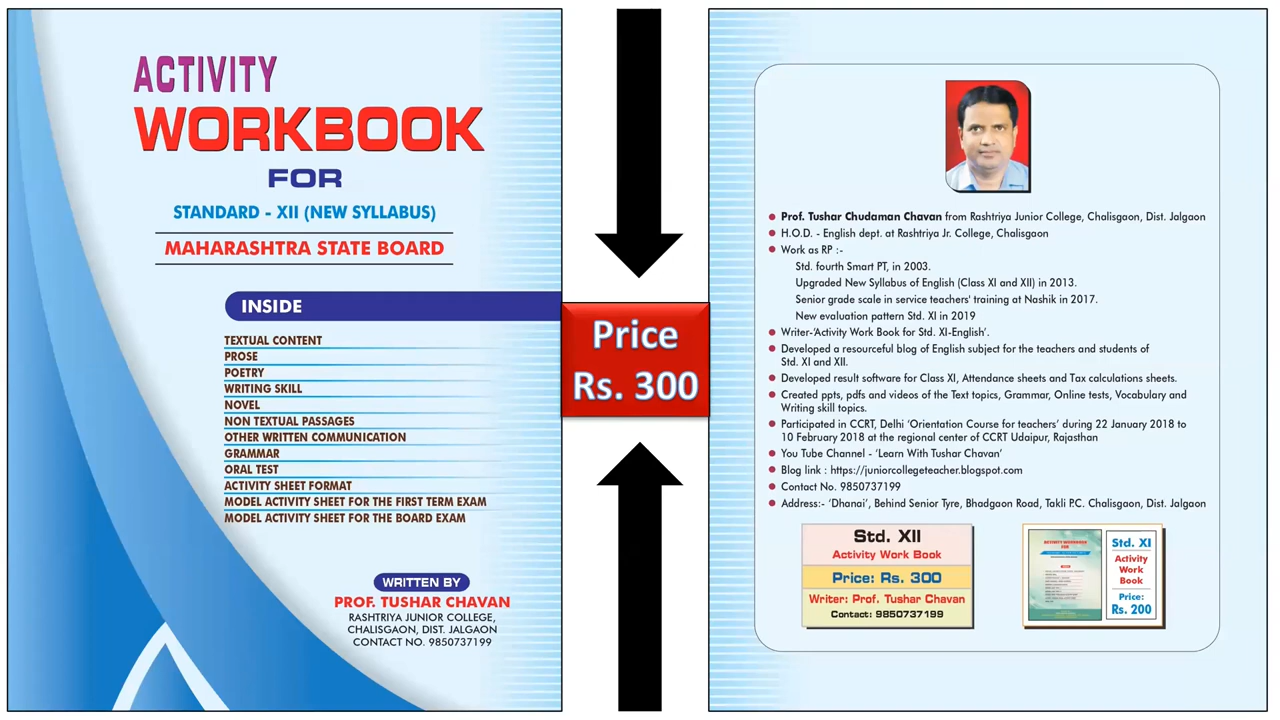 ACTIVITY
WORKBOOK
FOR
STANDARD - XII (NEW SYLLABUS)
MAHARASHTRA STATE BOARD
INSIDE
TEXTUAL CONTENT
PROSE
POETRY
WRITING SKILL
NOVEL
NON TEXTUAL PASSAGES
OTHER WRITTEN COMMUNICATION
GRAMMAR
ORAL TEST
ACTIVITY SHEET FORMAT
MODEL ACTIVITY SHEET FOR THE FIRST TERM EXAM
MODEL ACTIVITY SHEET FOR THE BOARD EXAM
WRITTEN BY
PROF. TUSHAR CHAVAN
RASHTRIYA JUNIOR COLLEGE,
CHALISGAON, DIST. JALGAON
CONTACT NO. 9850737199
Price
Rs. 300
Prof. Tushar Chudaman Chavan from Rashtriya Junior College, Chalisgaon, Dist. Jalgaon
H.O.D. - English dept. at Rashtriya Jr. College, Chalisgaon
Work as RP :-
Std. fourth Smart PT, in 2003.
Upgraded New Syllabus of English (Class XI and XII) in 2013.
Senior grade scale in service teachers' training at Nashik in 2017.
New evaluation pattern Std. XI in 2019
Writer-'Activity Work Book for Std. XI-English'.
Developed a resourceful blog of English subject for the teachers and students of
Std. XI and XII.
Developed result software for Class XI, Attendance sheets and Tax calculations sheets.
Created ppts, pdfs and videos of the Text topics, Grammar, Online tests, Vocabulary and
Writing skill topics.
Participated in CCRT, Delhi 'Orientation Course for teachers' during 22 January 2018 to
10 February 2018 at the regional center of CCRT Udaipur, Rajasthan
You Tube Channel - 'Learn With Tushar Chavan'
Blog link : https://juniorcollegeteacher.blogspot.com
Contact No. 9850737199
Address:- 'Dhanai', Behind Senior Tyre, Bhadgaon Road, Takli P.C. Chalisgaon, Dist. Jalgaon
Std. XII
Activity Work Book
Price: Rs. 300
Writer: Prof. Tushar Chavan
Contact: 9850737199
ACTIVITY WORKBOOK
FOR
Std. XI
Activity
Work
Book
Price:
Rs. 200